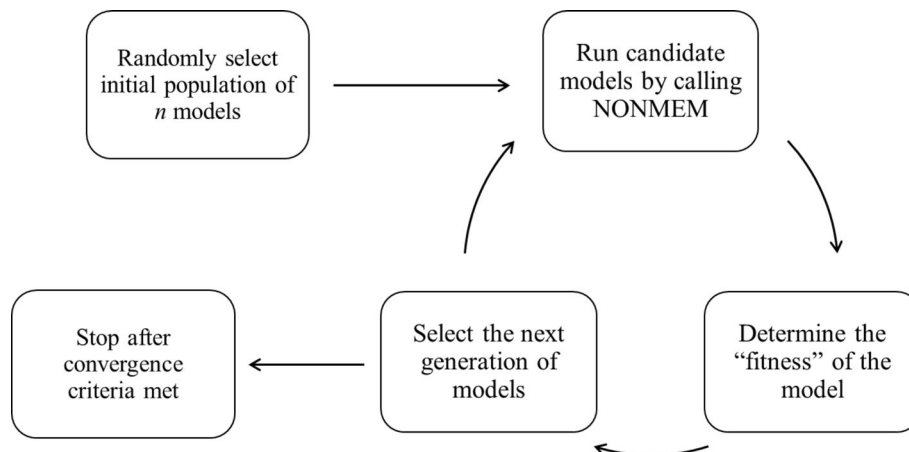 Randomly select
initial population of
n models
Run candidate
models by calling
NONMEM
Stop after
convergence
criteria met
Select the next
generation of
models
Determine the
“fitness” of the
model